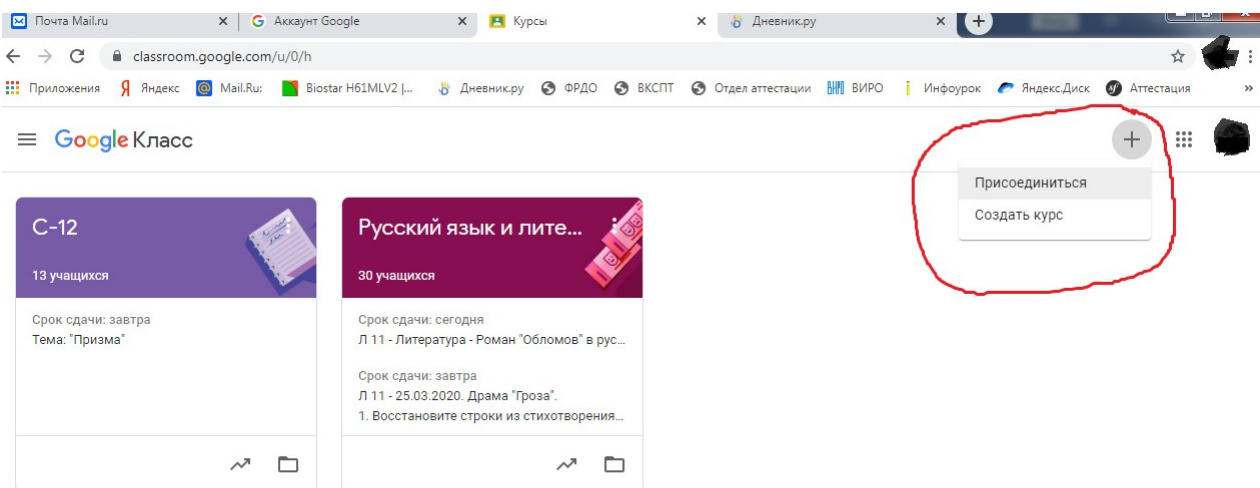 Почта Mail.ru
Аккаунт Google
Курсы
Дневник.ру
classroom.google.com/u/0/h
Приложения Яндекс Mail.Ru: Biostar H61MLV2 |... Дневник.ру ФРДО ВКСПТ Отдел аттестации ВИРО Инфоурок Яндекс.Диск Аттестация »
Google Класс
Присоединиться
Создать курс
С-12
13 учащихся
Срок сдачи: завтра
Тема: "Призма"
Русский язык и лите...
30 учащихся
Срок сдачи: сегодня
Л 11 - Литература - Роман "Обломов" в рус...
Срок сдачи: завтра
Л 11 - 25.03.2020. Драма "Гроза".
1. Восстановите строки из стихотворения...